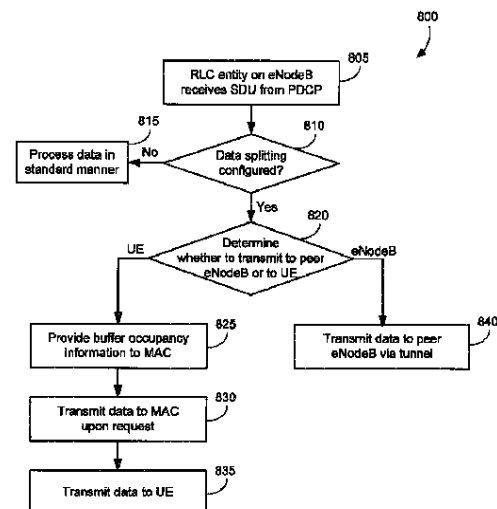 800
805
RLC entity on eNodeB
receives SDU from PDCP
810
815
Process data in
standard manner
No
Data splitting
configured?
Yes
820
UE
Determine
whether to transmit to peer
eNodeB or to UE
eNodeB
825
Provide buffer occupancy
information to MAC
840
Transmit data to peer
eNodeB via tunnel
830
Transmit data to MAC
upon request
835
Transmit data to UE